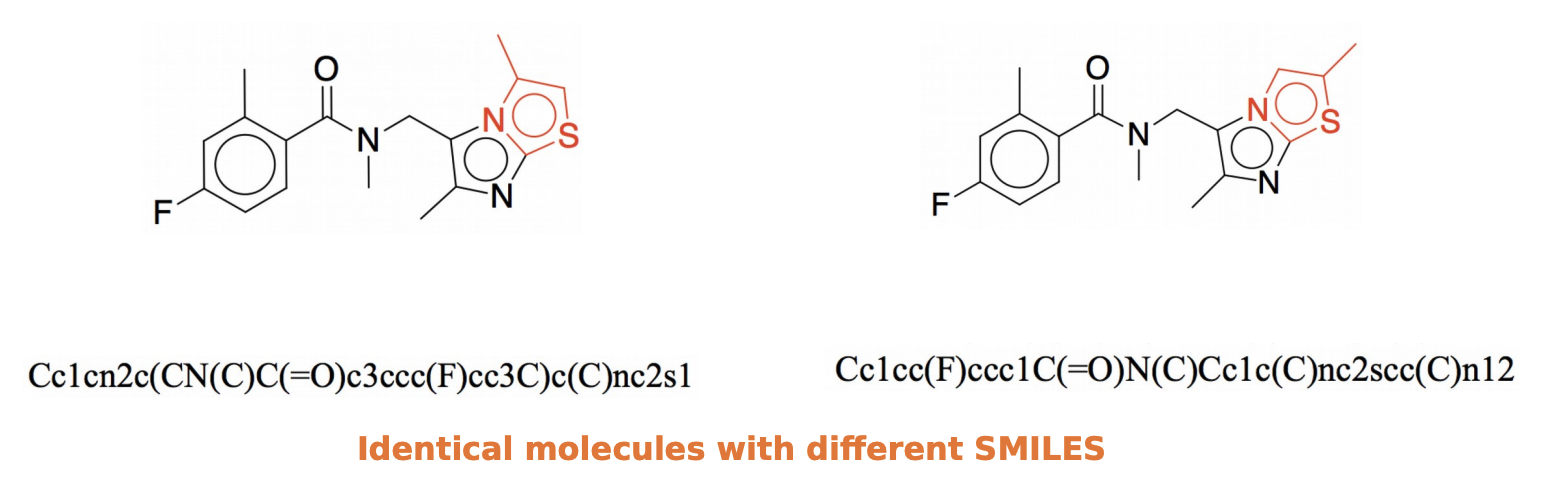 O
N
N
S
N
F
O
N
N
S
N
F
Cc1cn2c(CN(C)C(=O)c3ccc(F)cc3C)c(C)nc2s1
Cc1cc(F)ccc1C(=O)N(C)Cc1c(C)nc2scc(C)n12
Identical molecules with different SMILES